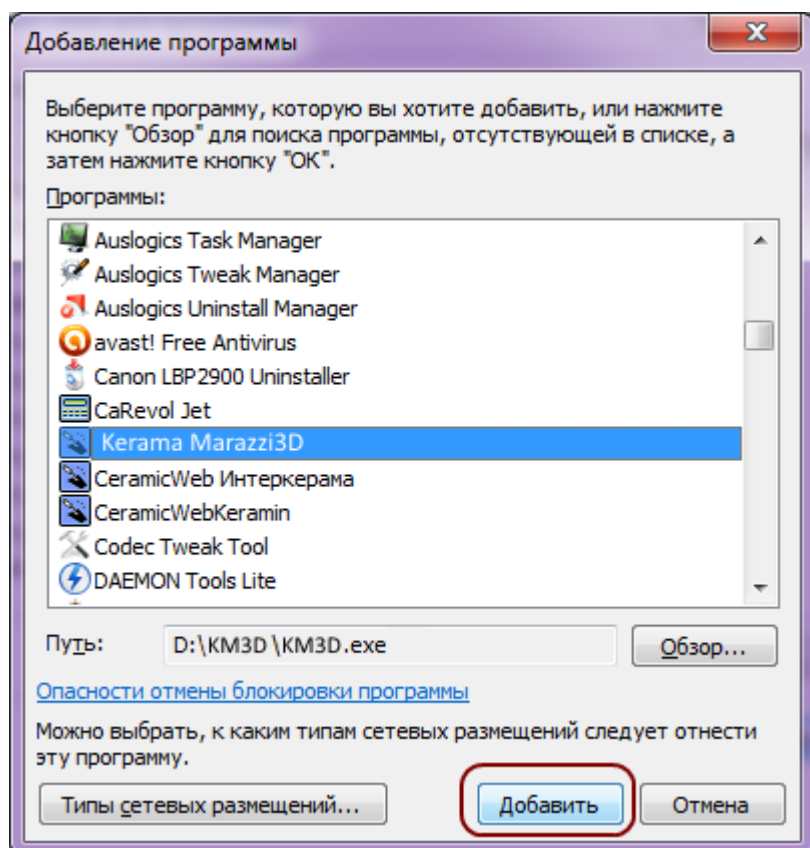 Добавление программы
Выберите программу, которую вы хотите добавить, или нажмите
кнопку "Обзор" для поиска программы, отсутствующей в списке, а
затем нажмите кнопку "ОК".
Программы:
Auslogics Task Manager
Auslogics Tweak Manager
Auslogics Uninstall Manager
avast! Free Antivirus
Canon LBP2900 Uninstaller
CaRevol Jet
Kerama Marazzi3D
CeramicWeb Интеркерама
CeramicWebKeramin
Codec Tweak Tool
DAEMON Tools Lite
Путь: D:\KM3D\KM3D.exe Обзор...
Опасности отмены блокировки программы
Можно выбрать, к каким типам сетевых размещений следует отнести
эту программу.
Типы сетевых размещений... Добавить Отмена